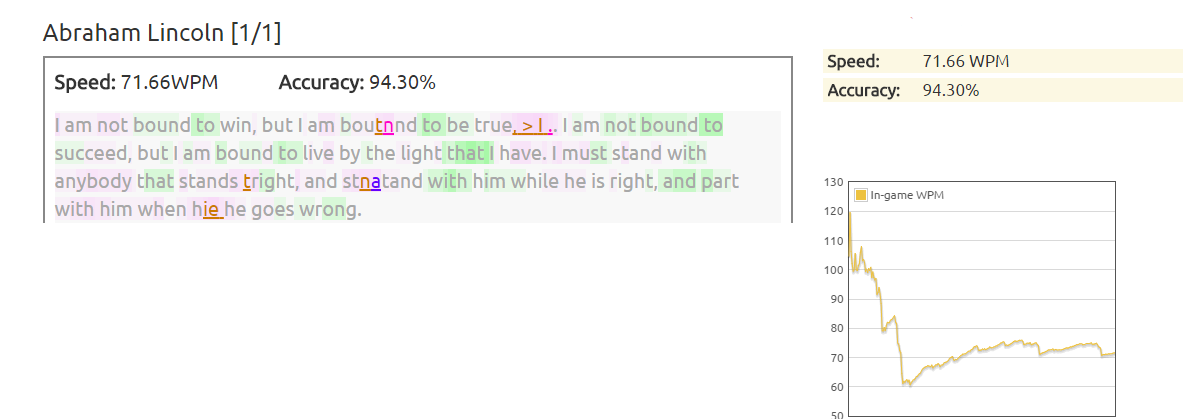 Abraham Lincoln [1/1]
Speed: 71.66WPM Accuracy: 94.30%
I am not bound to win, but I am boutnnd to be true, > I .. I am not bound to
succeed, but I am bound to live by the light that I have. I must stand with
anybody that stands tright, and stnatand with him while he is right, and part
with him when hie he goes wrong.
Speed: 71.66 WPM
Accuracy: 94.30%
In-game WPM
130
120
110
100
90
80
70
60
50